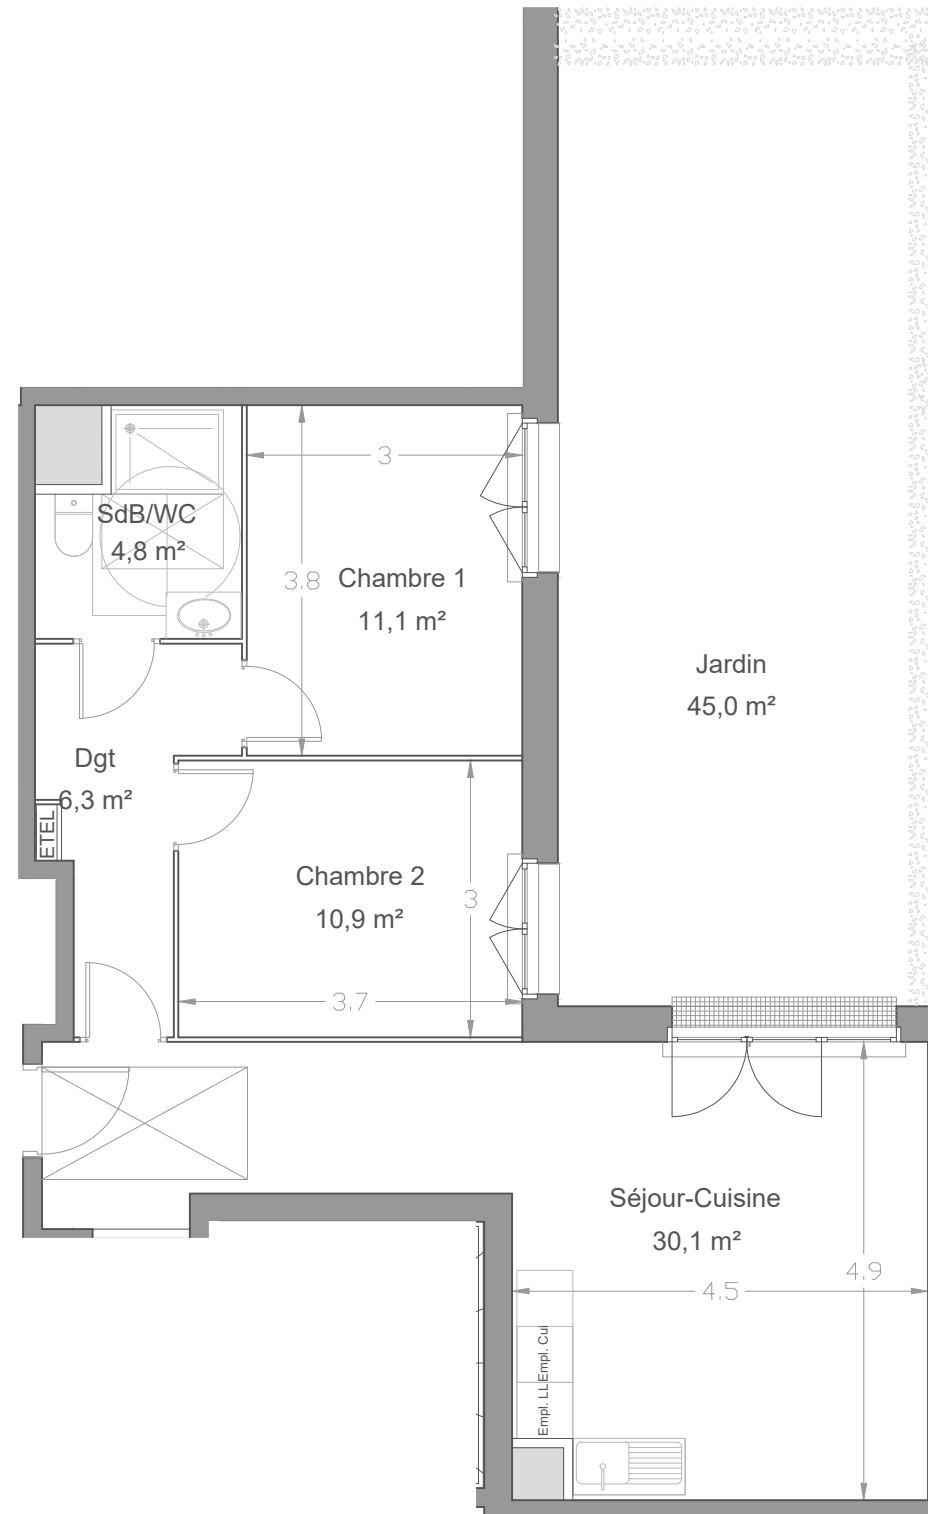 3
SdB/WC
4,8 m²
3.8
Chambre 1
11,1 m²
Jardin
45,0 m²
Dgt
6,3 m²
ETEL
Chambre 2
10,9 m²
3
3.7
Séjour-Cuisine
30,1 m²
4.9
4.5
Empl. Cui
Empl. LL